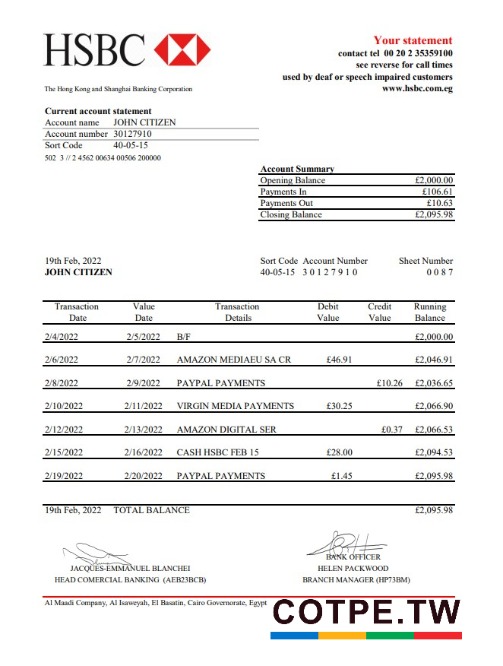 HSBC
Your statement
contact tel 00 20 2 35359100
see reverse for call times
used by deaf or speech impaired customers
www.hsbc.com.eg
The Hong Kong and Shanghai Banking Corporation
Current account statement
Account name JOHN CITIZEN
Account number 30127910
Sort Code 40-05-15
502 3 // 2 4562 00634 00506 200000
Account Summary
Opening Balance £2,000.00
Payments In £106.61
Payments Out £10.63
Closing Balance £2,095.98
19th Feb, 2022 Sort Code Account Number Sheet Number
JOHN CITIZEN 40-05-15 3 0 1 2 7 9 1 0 0 0 8 7
Transaction Value Transaction Debit Credit Running
Date Date Details Value Value Balance
2/4/2022 2/5/2022 B/F £2,000.00
2/6/2022 2/7/2022 AMAZON MEDIAEU SA CR £46.91 £2,046.91
2/8/2022 2/9/2022 PAYPAL PAYMENTS £10.26 £2,036.65
2/10/2022 2/11/2022 VIRGIN MEDIA PAYMENTS £30.25 £2,066.90
2/12/2022 2/13/2022 AMAZON DIGITAL SER £0.37 £2,066.53
2/15/2022 2/16/2022 CASH HSBC FEB 15 £28.00 £2,094.53
2/19/2022 2/20/2022 PAYPAL PAYMENTS £1.45 £2,095.98
19th Feb, 2022 TOTAL BALANCE £2,095.98
JACQUES-EMMANUEL BLANCHEI
HEAD COMERCIAL BANKING (AEB23BCB)
BANK OFFICER
HELEN PACKWOOD
BRANCH MANAGER (HP73BM)
Al Maadi Company, Al Isaweyah, El Basatin, Cairo Governorate, Egypt
COTPE.TW